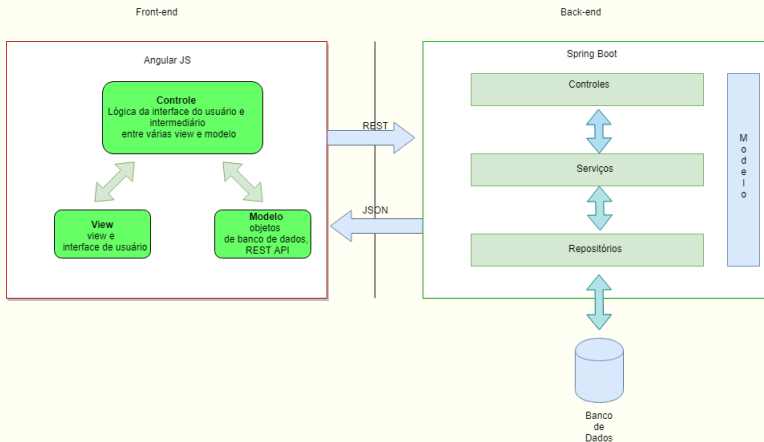 Front-end
Back-end
Angular JS
Controle
Lógica da interface do usuário e
intermediário
entre várias view e modelo
View
view e
interface de usuário
Modelo
objetos
de banco de dados,
REST API
REST
JSON
Spring Boot
Controles
Serviços
Repositórios
M
o
d
e
l
o
Banco
de
Dados